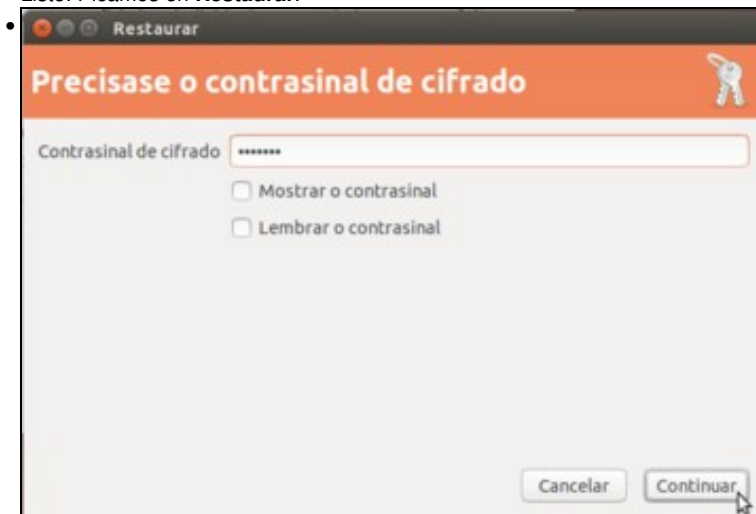 Restaurar
Precisase o contrasinal de cifrado
Contrasinal de cifrado •••••••
Mostrar o contrasinal
Lembrar o contrasinal
Cancelar Continuar